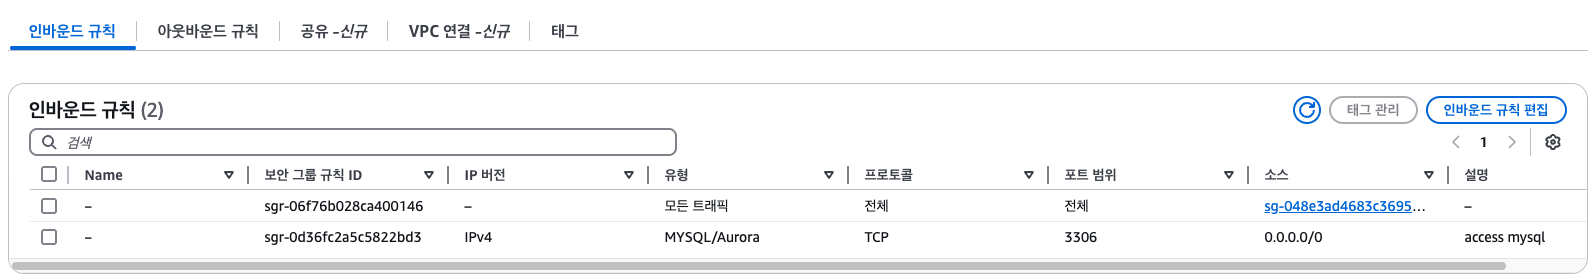 인바운드 규칙 아웃바운드 규칙 공유 -신규 VPC 연결 -신규 태그
인바운드 규칙 (2) 태그 관리 인바운드 규칙 편집
검색 1
Name 보안 그룹 규칙 ID IP 버전 유형 프로토콜 포트 범위 소스 설명
– sgr-06f76b028ca400146 – 모든 트래픽 전체 전체 sg-048e3ad4683c3695... –
– sgr-0d36fc2a5c5822bd3 IPv4 MYSQL/Aurora TCP 3306 0.0.0.0/0 access mysql